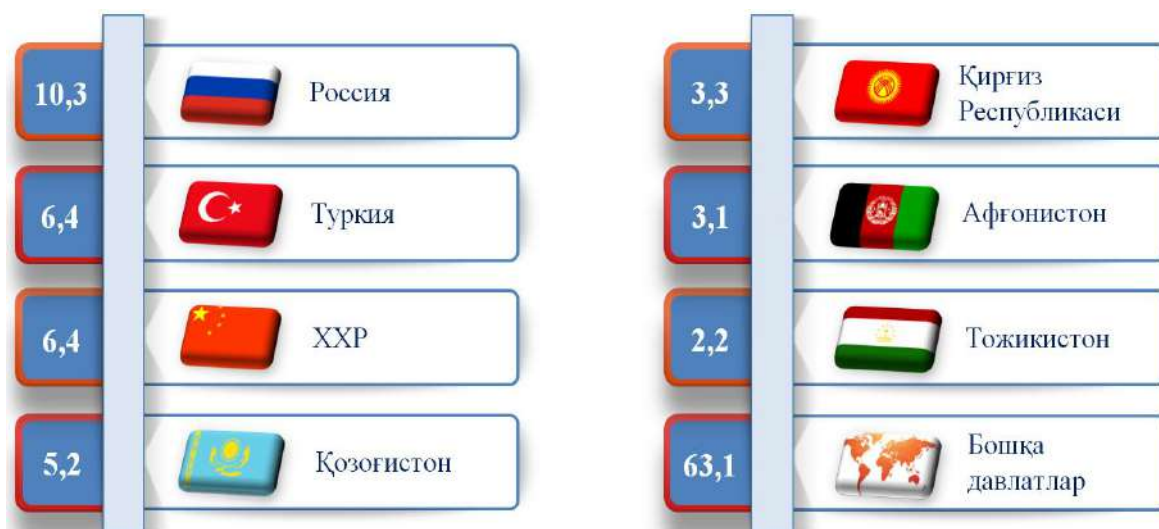 10,3
Россия
6,4
Туркия
6,4
ХХР
5,2
Қозоғистон
3,3
Қирғиз
Республикаси
3,1
Афғонистон
2,2
Тожикистон
63,1
Бошқа
давлатлар